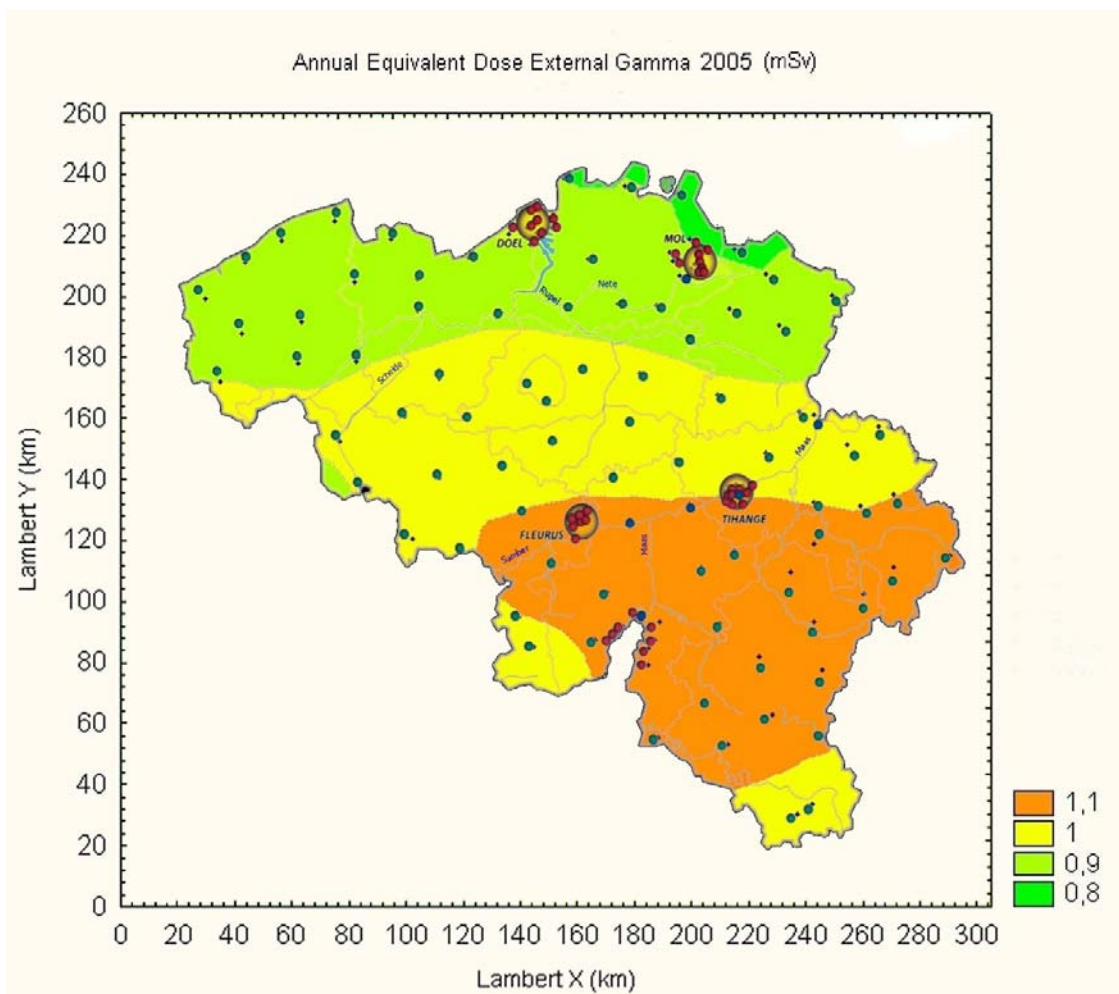 Annual Equivalent Dose External Gamma 2005 (mSv)
260
240
220
200
180
160
140
120
100
80
60
40
20
0
Lambert Y (km)
DOEL
MOL
Rupel
Nete
Schelde
Maas
TIHANGE
FLEURUS
Samber
Maas
1,1
1
0,9
0,8
0 20 40 60 80 100 120 140 160 180 200 220 240 260 280 300
Lambert X (km)